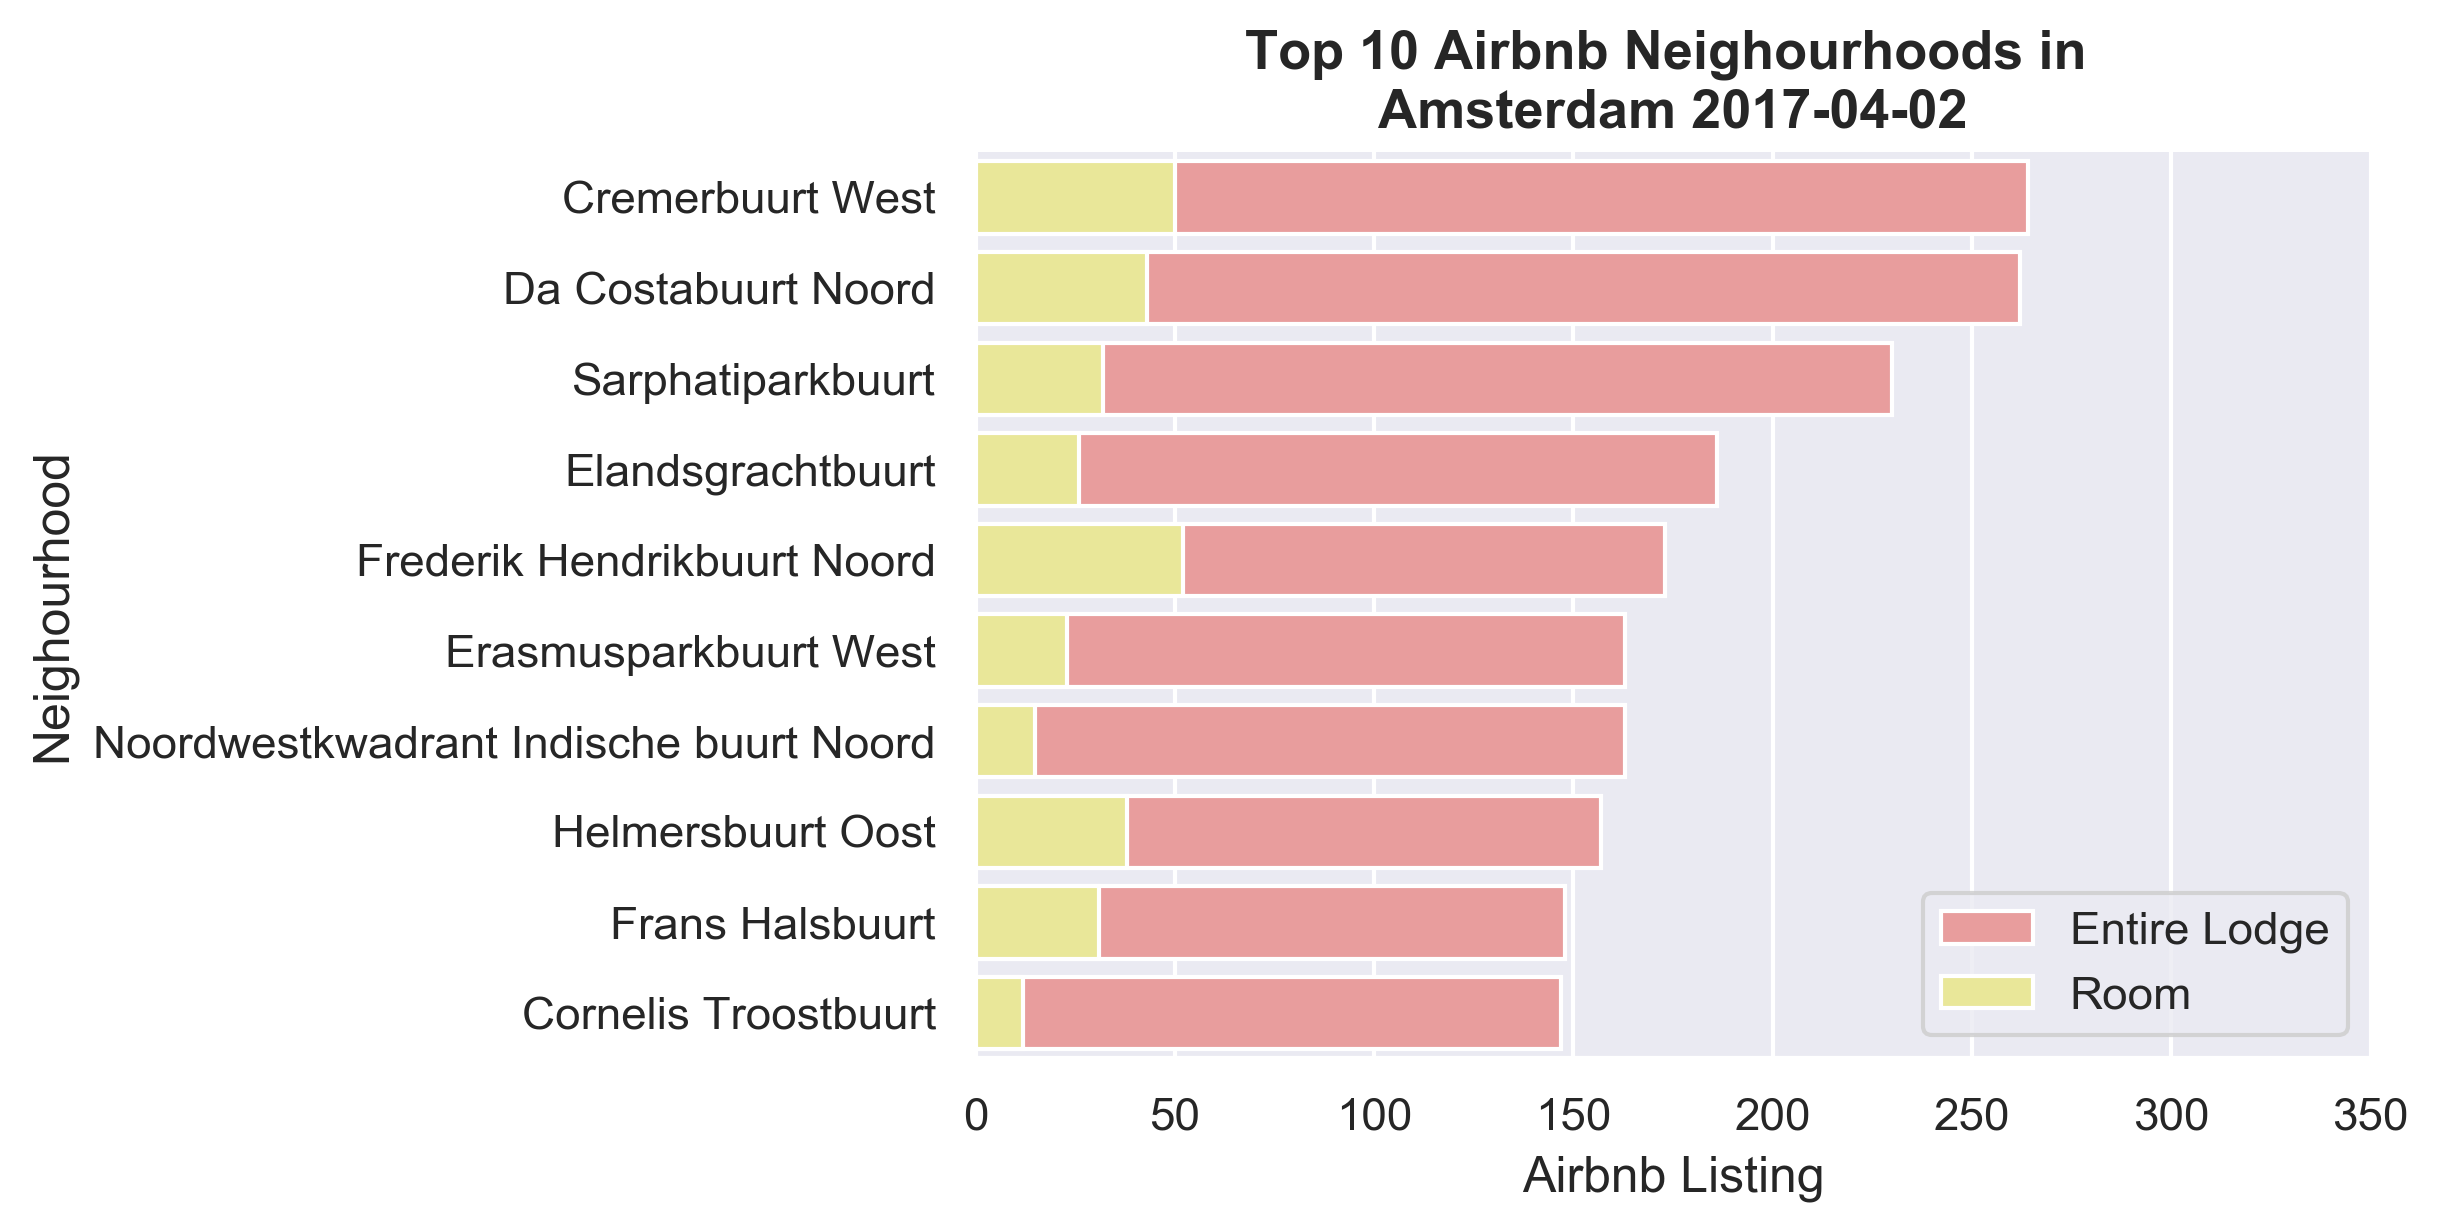 Top 10 Airbnb Neighourhoods in
Amsterdam 2017-04-02
Neighourhood
Cremerbuurt West
Da Costabuurt Noord
Sarphatiparkbuurt
Elandsgrachtbuurt
Frederik Hendrikbuurt Noord
Erasmusparkbuurt West
Noordwestkwadrant Indische buurt Noord
Helmersbuurt Oost
Frans Halsbuurt
Cornelis Troostbuurt
Entire Lodge
Room
0 50 100 150 200 250 300 350
Airbnb Listing